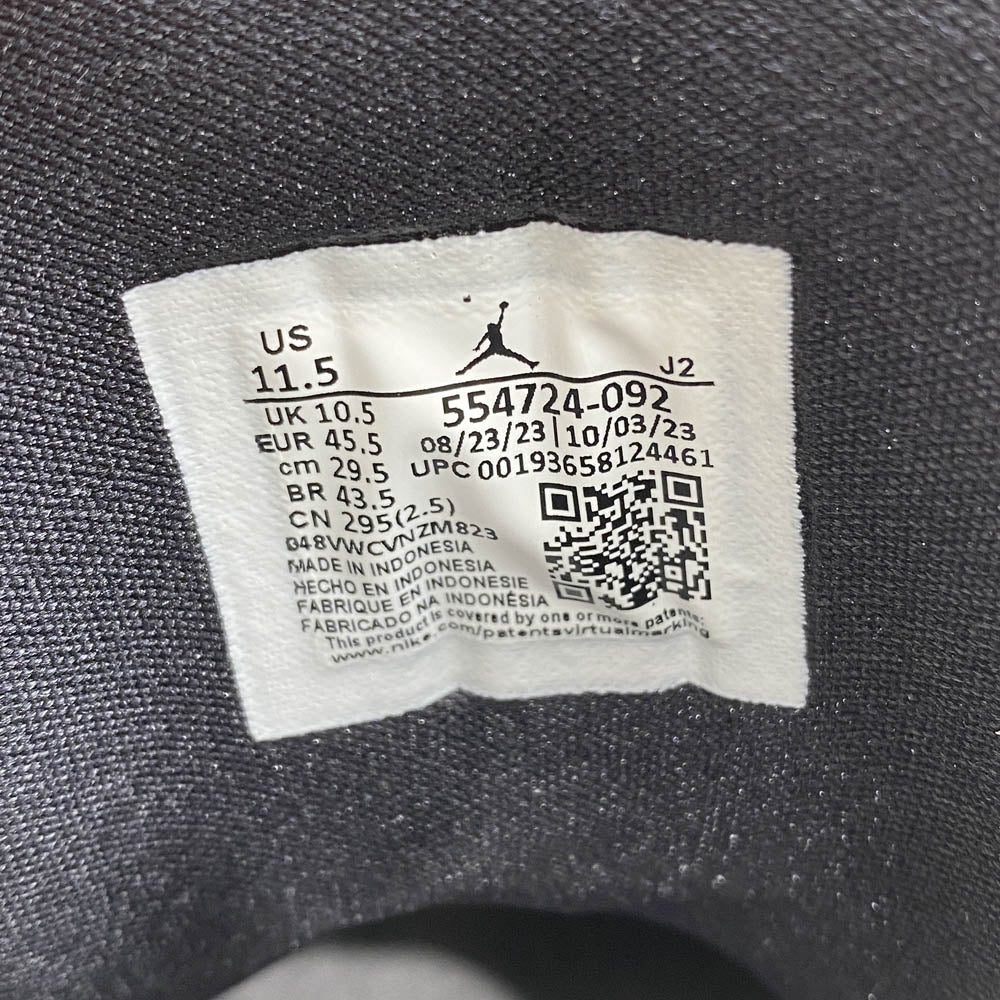 US
11.5
J2
UK 10.5
554724-092
EUR 45.5
08/23/23 | 10/03/23
cm 29.5
UPC 00193658124461
BR 43.5
CN 295(2.5)
048VWCVNZM823
MADE IN INDONESIA
HECHO EN INDONESIA
FABRIQUE EN INDONESIE
FABRICADO NA INDONÉSIA
This product is covered by one or more patents:
www.nike.com/patentsvirtualmarking